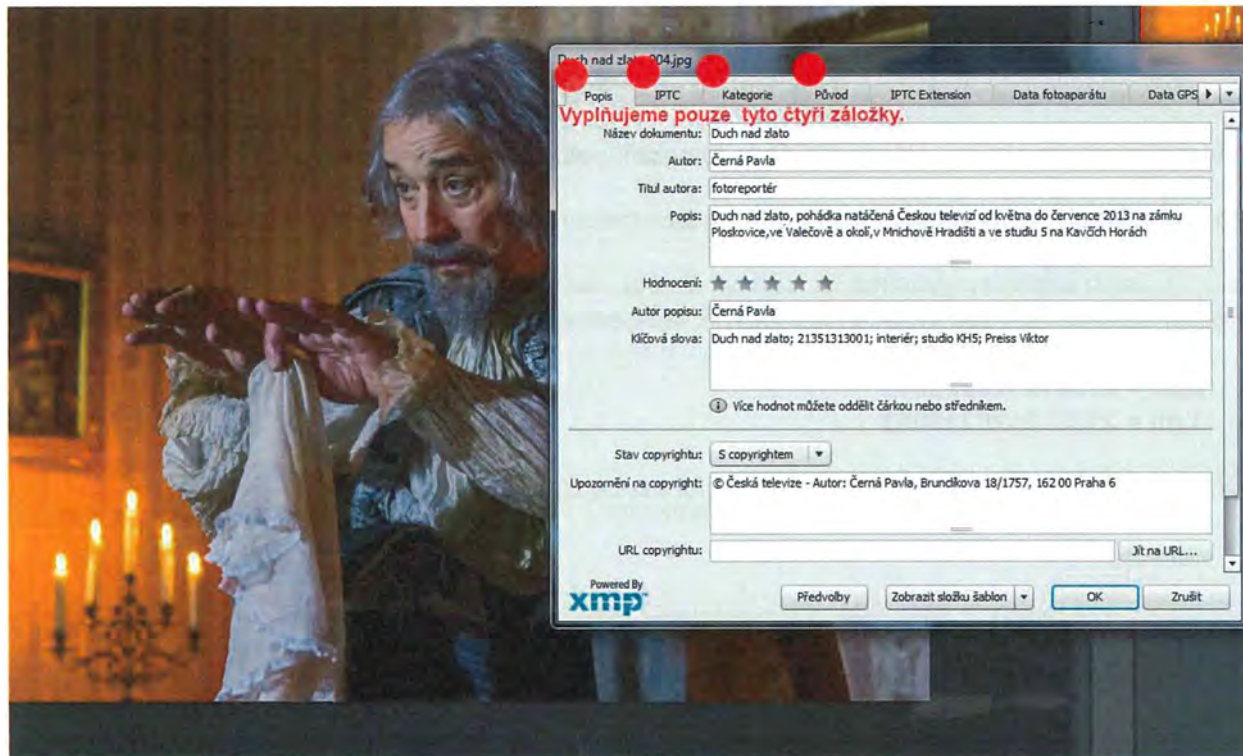 Duch nad zlato 004.jpg
Popis IPTC Kategorie Původ IPTC Extension Data fotoaparátu Data GPS
Vyplňujeme pouze tyto čtyři záložky.
Název dokumentu: Duch nad zlato
Autor: Černá Pavla
Titul autora: fotoreportér
Popis: Duch nad zlato, pohádka natáčená Českou televizí od května do července 2013 na zámku
Ploskovice,ve Valečově a okolí,v Mnichově Hradišti a ve studiu 5 na Kavčích Horách
Hodnocení:
Autor popisu: Černá Pavla
Klíčová slova: Duch nad zlato; 21351313001; interiér; studio KH5; Preiss Viktor
Více hodnot můžete oddělit čárkou nebo středníkem.
Stav copyrightu: S copyrightem
Upozornění na copyright: © Česká televize - Autor: Černá Pavla, Brunclíkova 18/1757, 162 00 Praha 6
URL copyrightu: Jít na URL...
Powered By
xmp
Předvolby Zobrazit složku šablon OK Zrušit